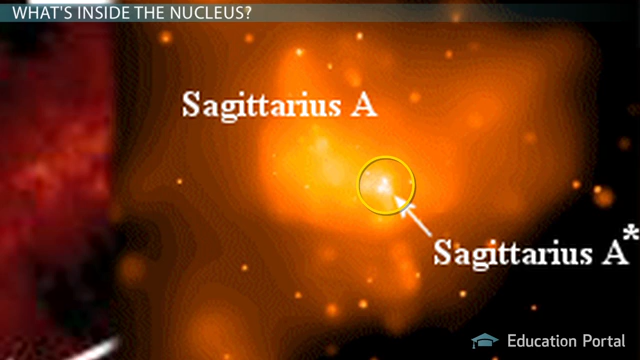 WHAT'S INSIDE THE NUCLEUS?
Sagittarius A
Sagittarius A*
Education Portal